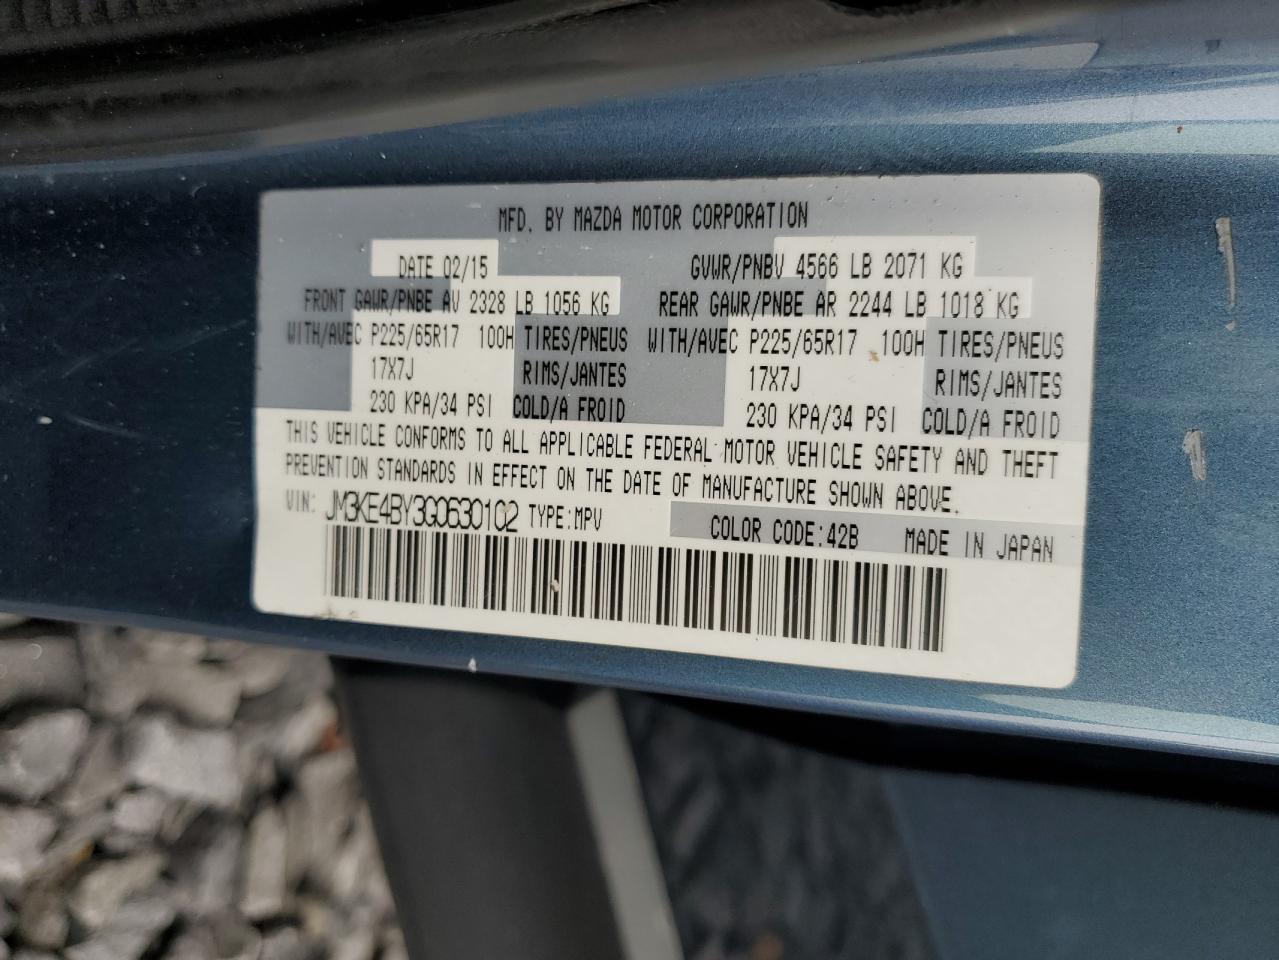 MFD. BY MAZDA MOTOR CORPORATION
DATE 02/15 GVWR/PNBV 4566 LB 2071 KG
FRONT GAWR/PNBE AV 2328 LB 1056 KG REAR GAWR/PNBE AR 2244 LB 1018 KG
WITH/AVEC P225/65R17 100H TIRES/PNEUS WITH/AVEC P225/65R17 100H TIRES/PNEUS
17X7J RIMS/JANTES 17X7J RIMS/JANTES
230 KPA/34 PSI COLD/A FROID 230 KPA/34 PSI COLD/A FROID
THIS VEHICLE CONFORMS TO ALL APPLICABLE FEDERAL MOTOR VEHICLE SAFETY AND THEFT
PREVENTION STANDARDS IN EFFECT ON THE DATE OF MANUFACTURE SHOWN ABOVE.
VIN: JM3KE4BY3G0630102 TYPE:MPV COLOR CODE:42B MADE IN JAPAN